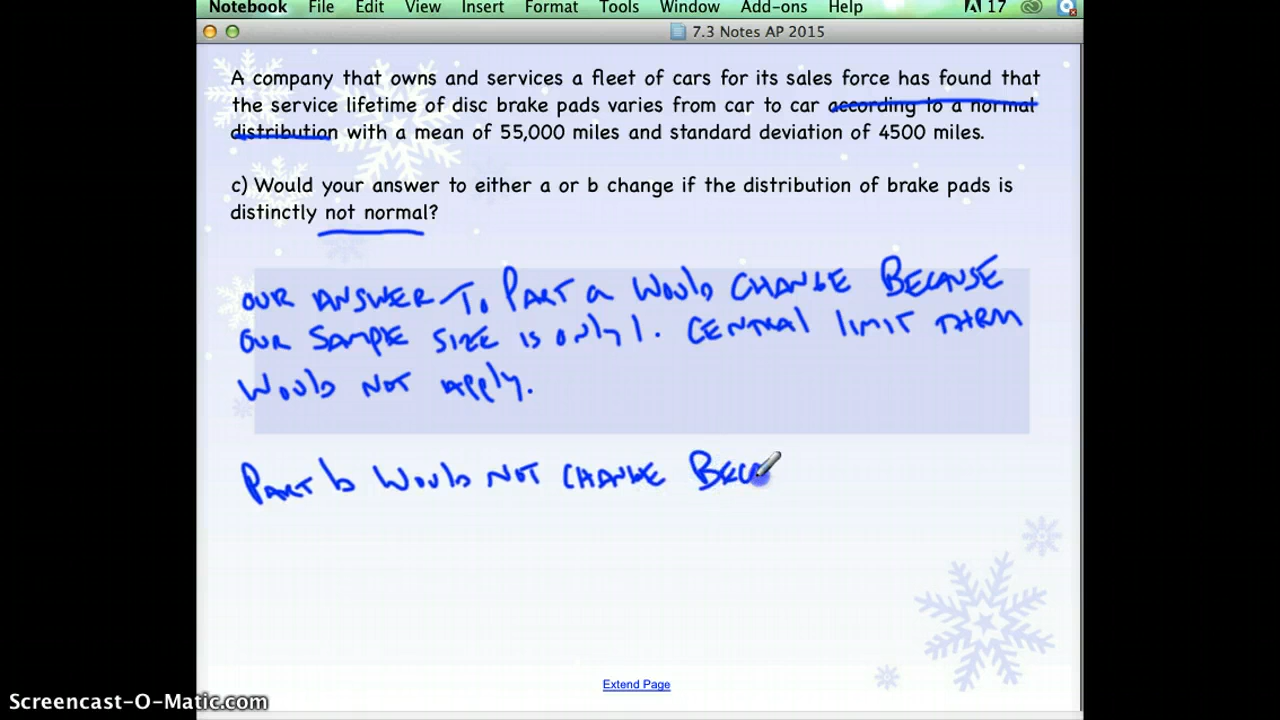 Notebook File Edit View Insert Format Tools Window Add-ons Help 17
7.3 Notes AP 2015
A company that owns and services a fleet of cars for its sales force has found that
the service lifetime of disc brake pads varies from car to car according to a normal
distribution with a mean of 55,000 miles and standard deviation of 4500 miles.
c) Would your answer to either a or b change if the distribution of brake pads is
distinctly not normal?
OUR ANSWER TO PART a WOULD CHANGE BECAUSE
OUR SAMPLE SIZE IS ONLY 1. CENTRAL LIMIT THRM
WOULD NOT APPLY.
PART b WOULD NOT CHANGE BEC
Extend Page
Screencast-O-Matic.com